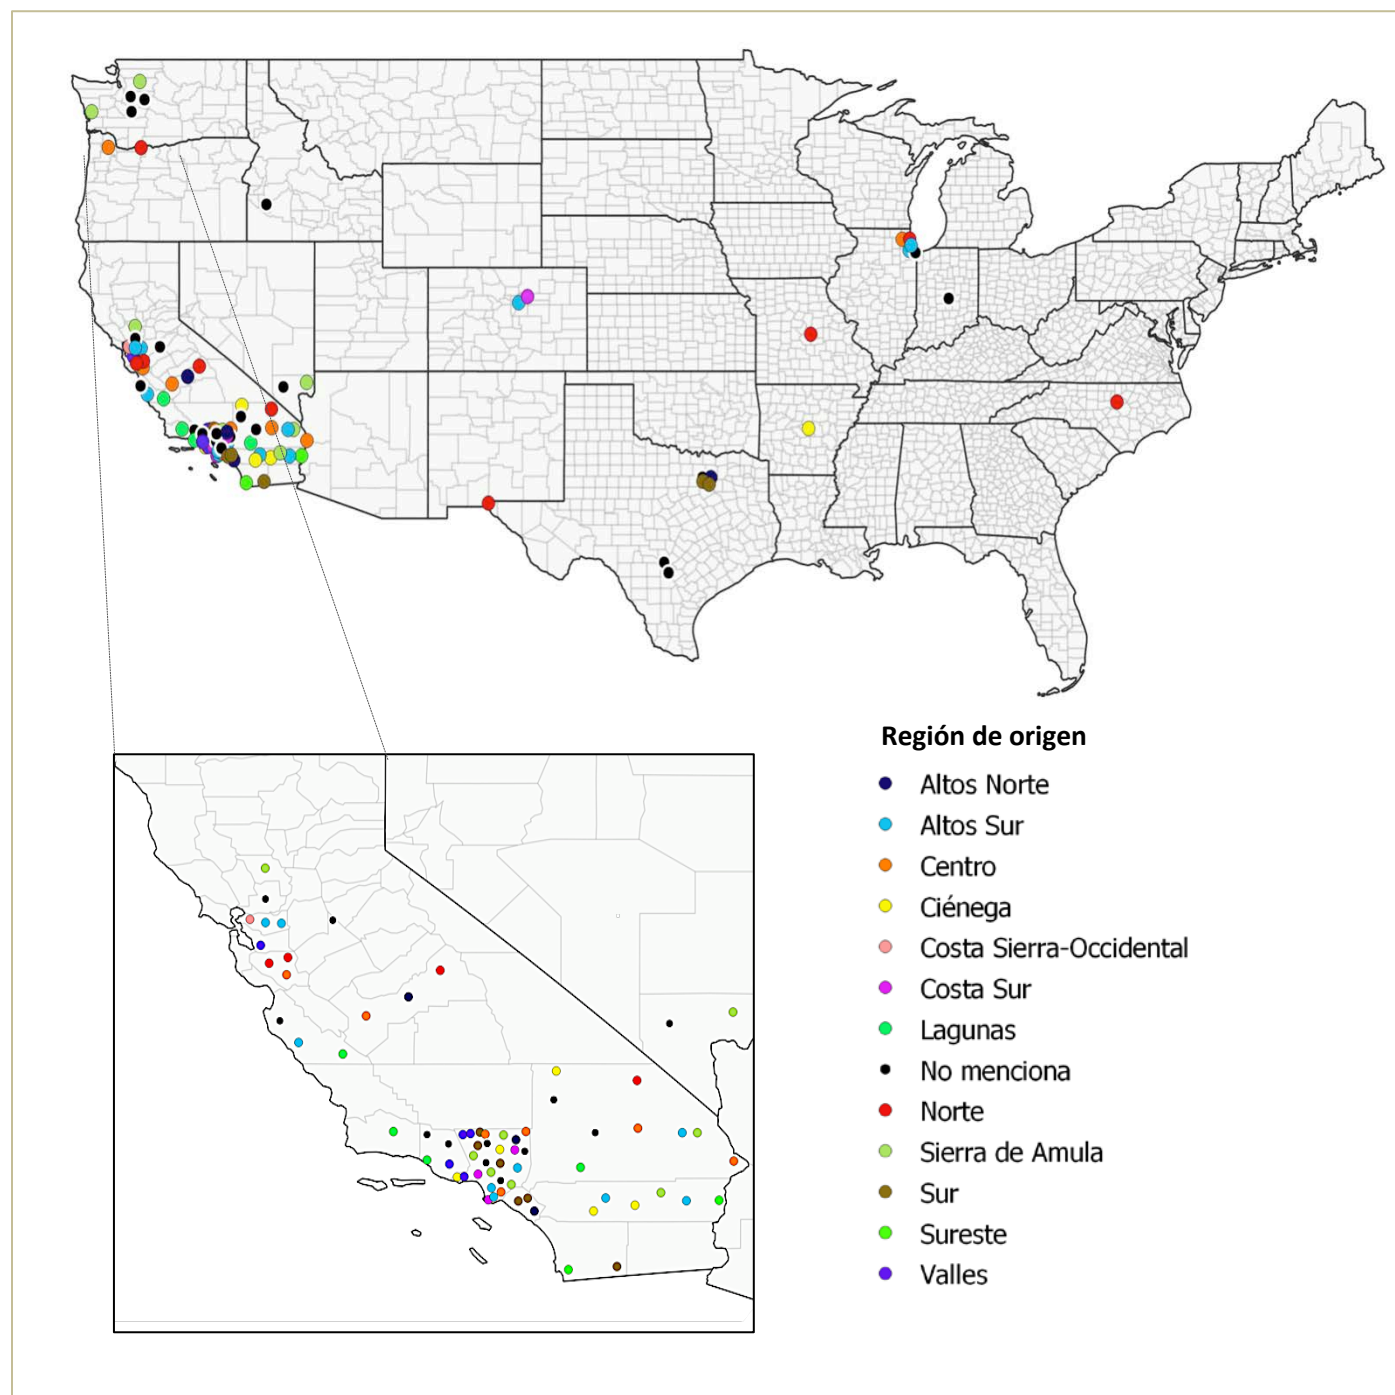 Región de origen
Altos Norte
Altos Sur
Centro
Ciénega
Costa Sierra-Occidental
Costa Sur
Lagunas
No menciona
Norte
Sierra de Amula
Sur
Sureste
Valles